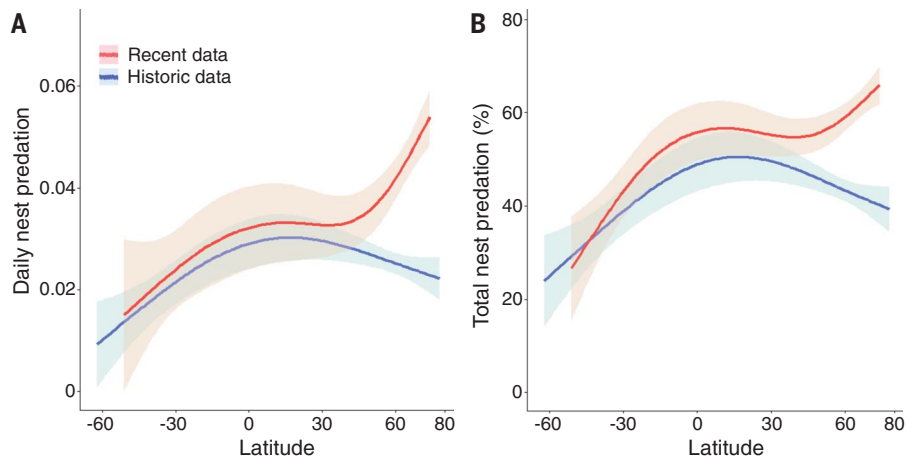 A
Recent data
Historic data
0.06
0.04
0.02
0
Daily nest predation
-60
-30
0
30
60
80
Latitude
B
80
60
40
20
0
Total nest predation (%)
-60
-30
0
30
60
80
Latitude